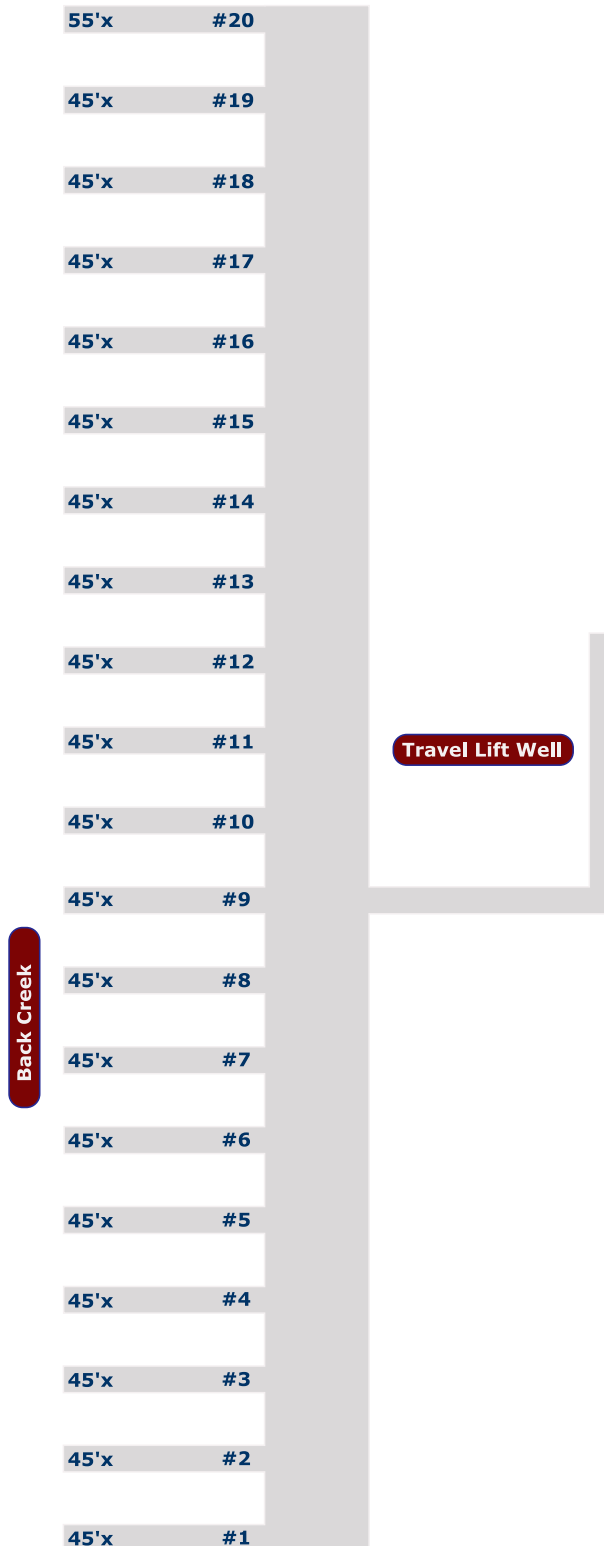 55'x #20
45'x #19
45'x #18
45'x #17
45'x #16
45'x #15
45'x #14
45'x #13
45'x #12
45'x #11
Travel Lift Well
45'x #10
45'x #9
Back Creek
45'x #8
45'x #7
45'x #6
45'x #5
45'x #4
45'x #3
45'x #2
45'x #1